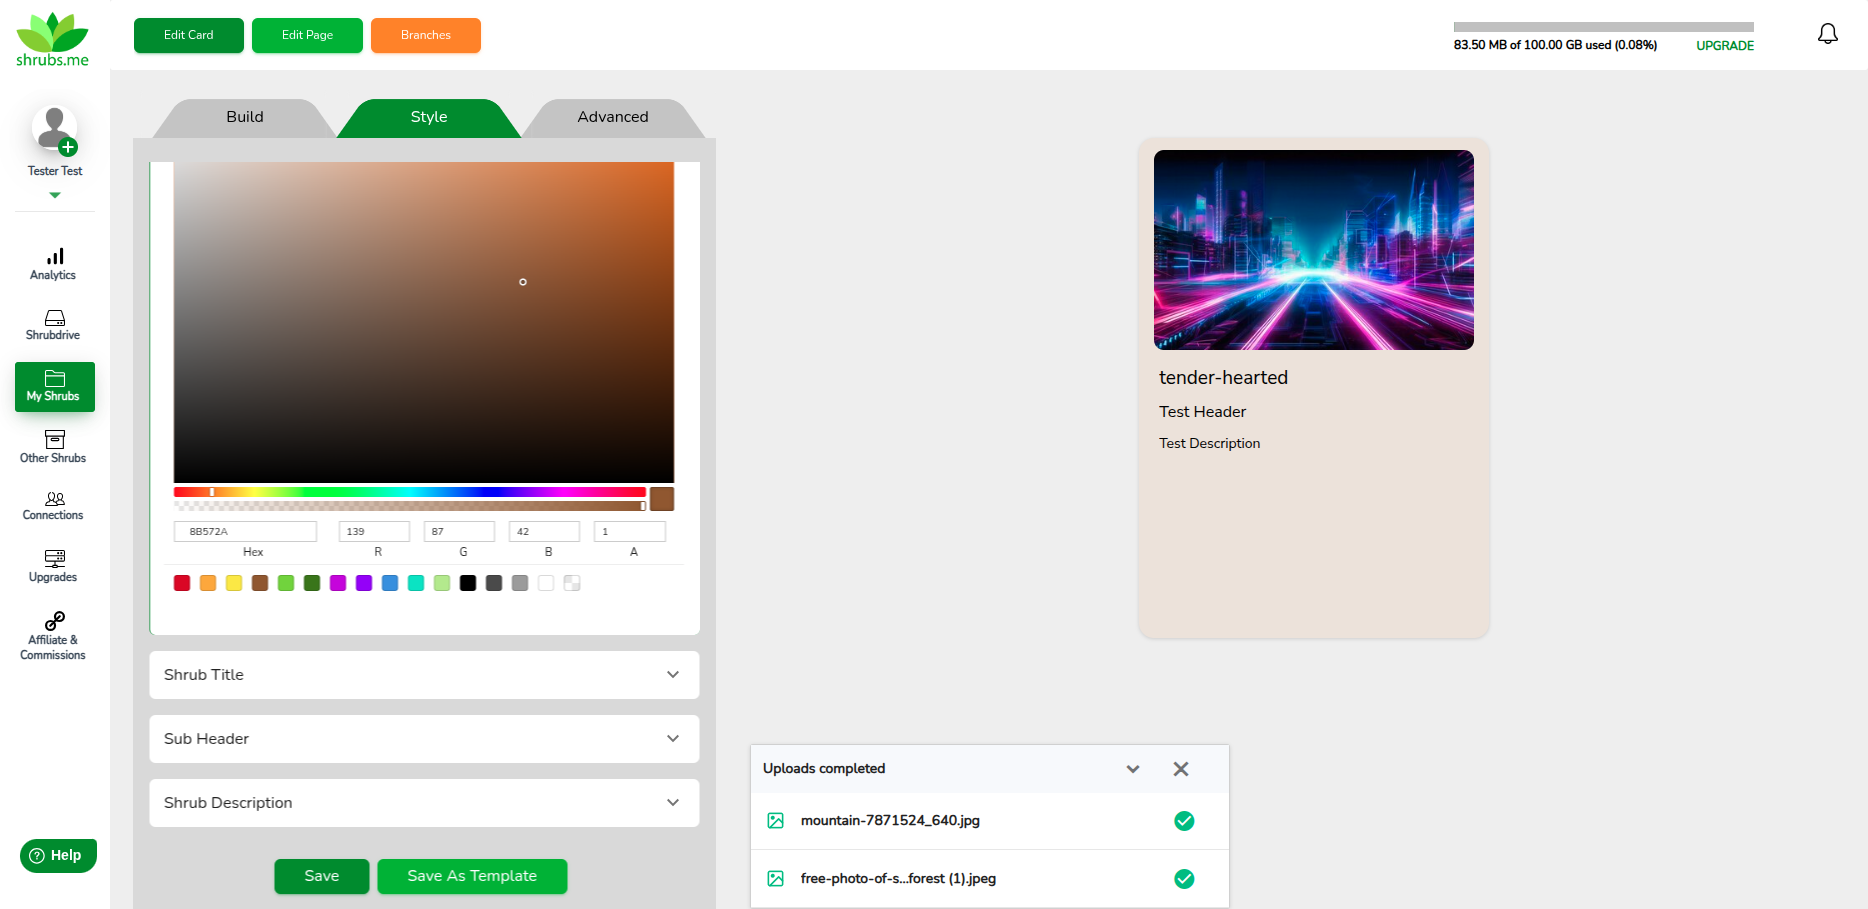 shrubs.me
Edit Card
Edit Page
Branches
83.50 MB of 100.00 GB used (0.08%)
UPGRADE
Tester Test
Analytics
Shrubdrive
My Shrubs
Other Shrubs
Connections
Upgrades
Affiliate &
Commissions
Help
Build
Style
Advanced
8B572A
139
87
42
1
Hex
R
G
B
A
Shrub Title
Sub Header
Shrub Description
Save
Save As Template
tender-hearted
Test Header
Test Description
Uploads completed
mountain-7871524_640.jpg
free-photo-of-s...forest (1).jpeg